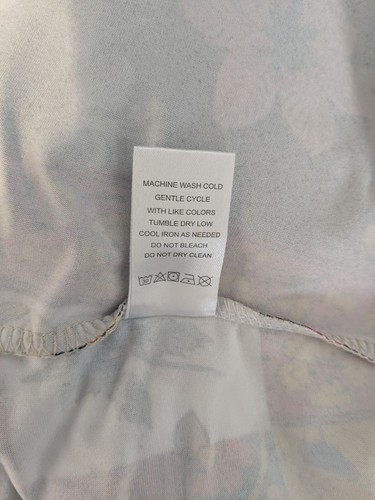 MACHINE WASH COLD
GENTLE CYCLE
WITH LIKE COLORS
TUMBLE DRY LOW
COOL IRON AS NEEDED
DO NOT BLEACH
DO NOT DRY CLEAN